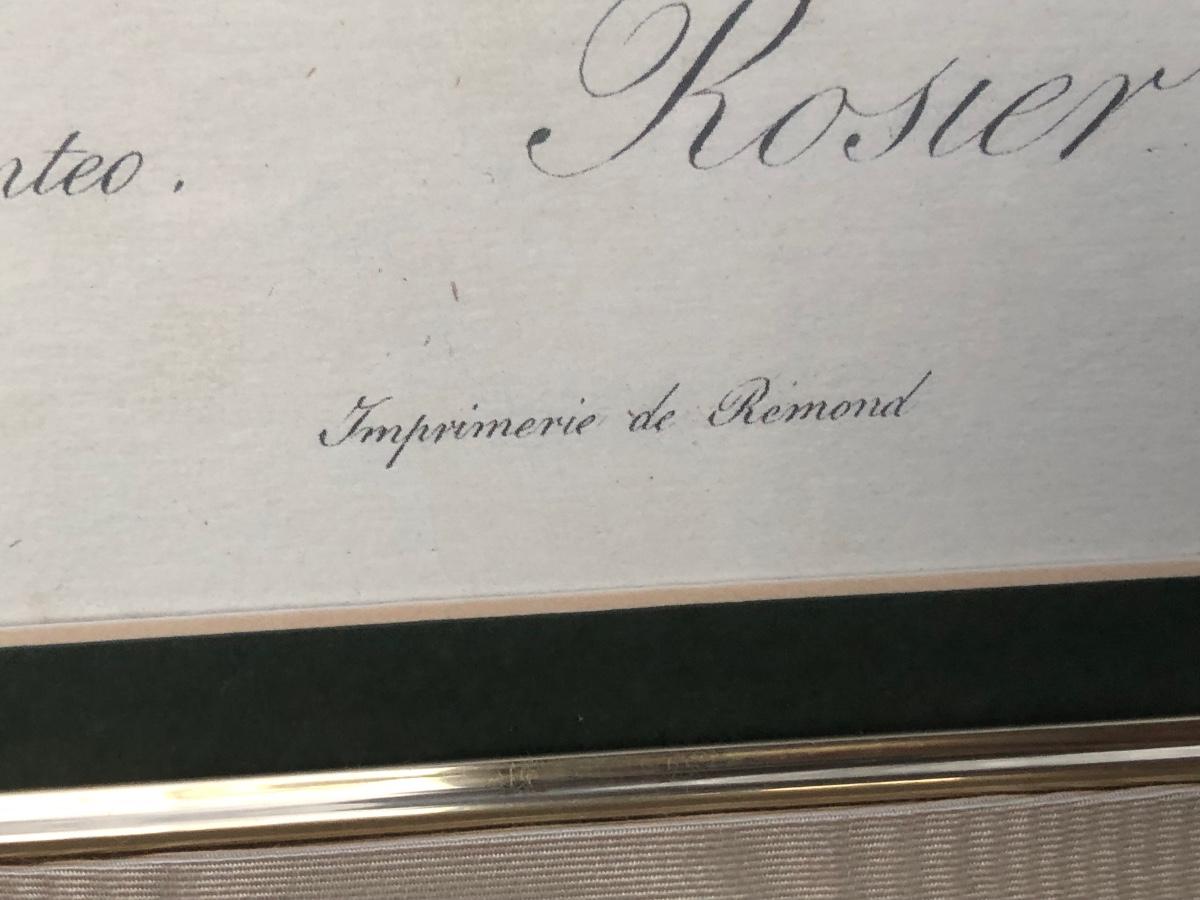 nteo. Rosier
Imprimerie de Rémond